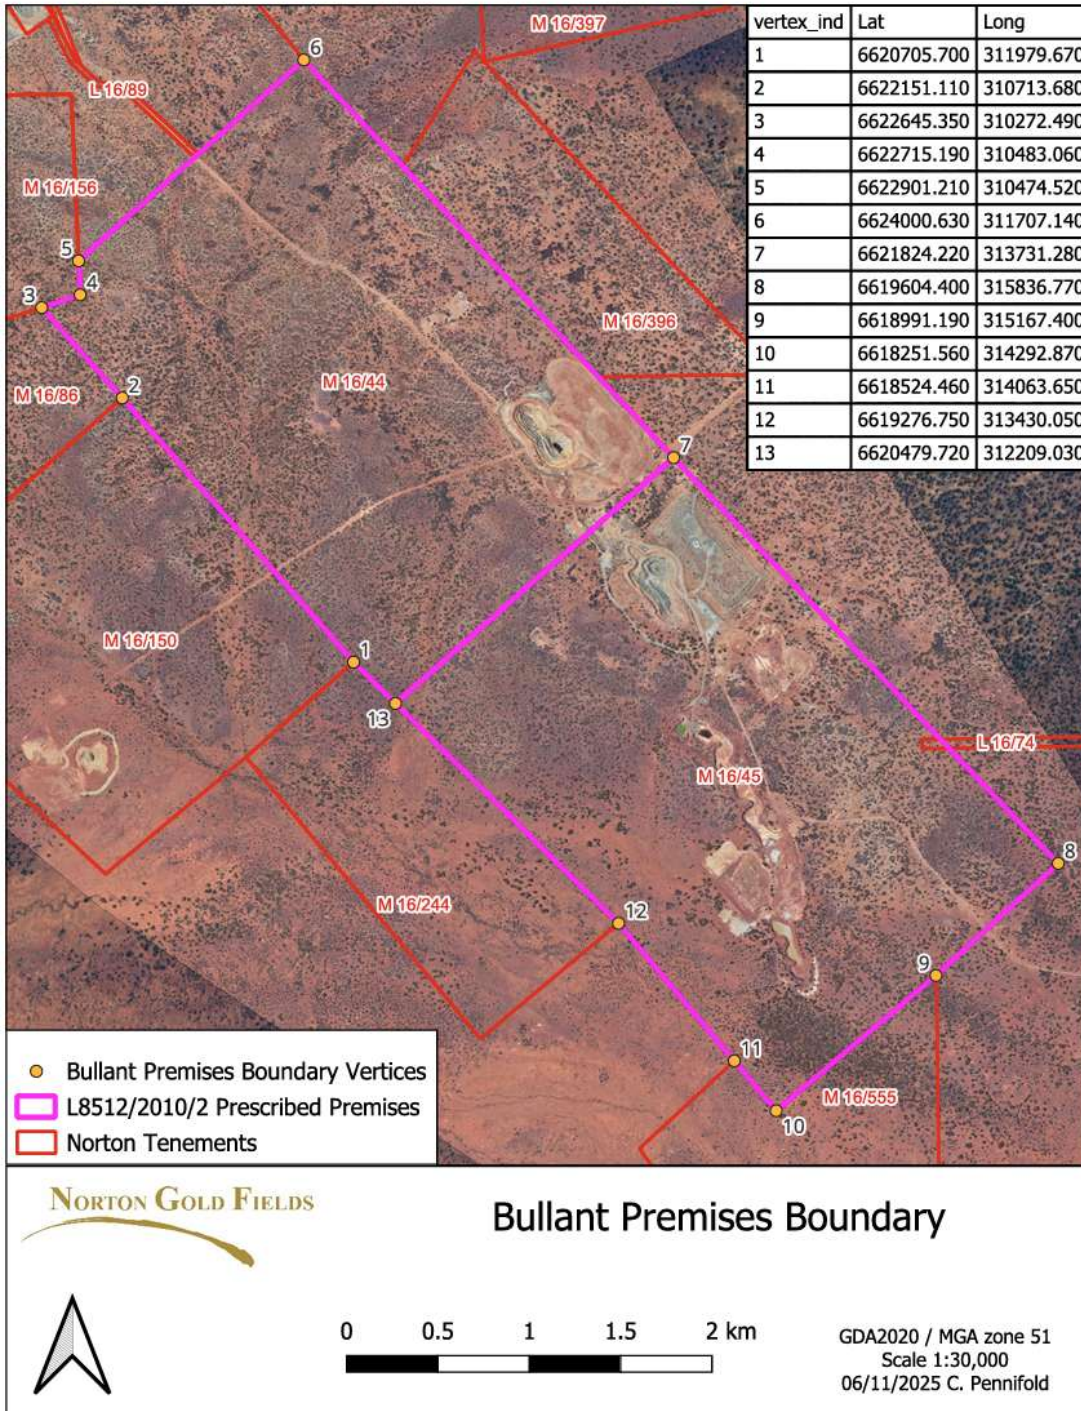 vertex_ind Lat Long
1 6620705.700 311979.670
2 6622151.110 310713.680
3 6622645.350 310272.490
4 6622715.190 310483.060
5 6622901.210 310474.520
6 6624000.630 311707.140
7 6621824.220 313731.280
8 6619604.400 315836.770
9 6618991.190 315167.400
10 6618251.560 314292.870
11 6618524.460 314063.650
12 6619276.750 313430.050
13 6620479.720 312209.030
M 16/397
6
L 16/89
M 16/156
5
4
3
M 16/396
M 16/86
2
M 16/44
7
M 16/150
1
13
L 16/74
M 16/45
8
M 16/244
12
9
11
M 16/555
10
Bullant Premises Boundary Vertices
L8512/2010/2 Prescribed Premises
Norton Tenements
NORTON GOLD FIELDS
Bullant Premises Boundary
0 0.5 1 1.5 2 km
GDA2020 / MGA zone 51
Scale 1:30,000
06/11/2025 C. Pennifold